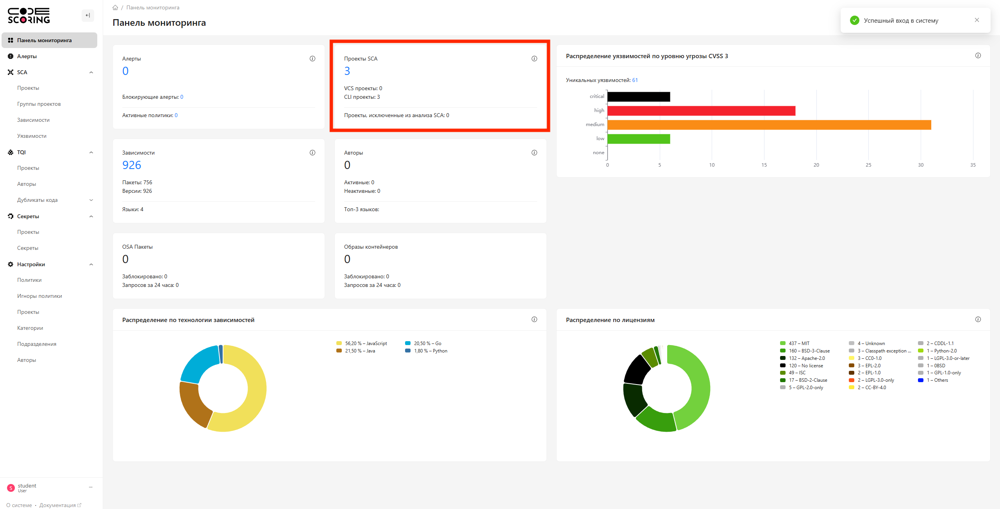 CODE
SCORING
Панель мониторинга
Алерты
SCA
Проекты
Группы проектов
Зависимости
Уязвимости
TQI
Проекты
Авторы
Дубликаты кода
Секреты
Проекты
Секреты
Настройки
Политики
Игноры политики
Проекты
Категории
Подразделения
Авторы
S
student
User
...
О системе · Документация
/ Панель мониторинга
Панель мониторинга
Успешный вход в систему
Алерты
0
Блокирующие алерты: 0
Активные политики: 0
Проекты SCA
3
VCS проекты: 0
CLI проекты: 3
Проекты, исключенные из анализа SCA: 0
Распределение уязвимостей по уровню угрозы CVSS 3
Уникальных уязвимостей: 61
critical
high
medium
low
none
0 5 10 15 20 25 30 35
Зависимости
926
Пакеты: 756
Версии: 926
Языки: 4
Авторы
0
Активные: 0
Неактивные: 0
Топ-3 языков:
OSA Пакеты
0
Заблокировано: 0
Запросов за 24 часа: 0
Образы контейнеров
0
Заблокировано: 0
Запросов за 24 часа: 0
Распределение по технологии зависимостей
56,20 % – JavaScript
21,50 % – Java
20,50 % – Go
1,80 % – Python
Распределение по лицензиям
437 – MIT
160 – BSD-3-Clause
132 – Apache-2.0
120 – No license
49 – ISC
17 – BSD-2-Clause
5 – GPL-2.0-only
4 – Unknown
3 – Classpath exception ...
3 – CC0-1.0
3 – EPL-2.0
2 – EPL-1.0
2 – LGPL-3.0-only
2 – CC-BY-4.0
2 – CDDL-1.1
1 – Python-2.0
1 – LGPL-3.0-or-later
1 – 0BSD
1 – GPL-1.0-only
1 – Others